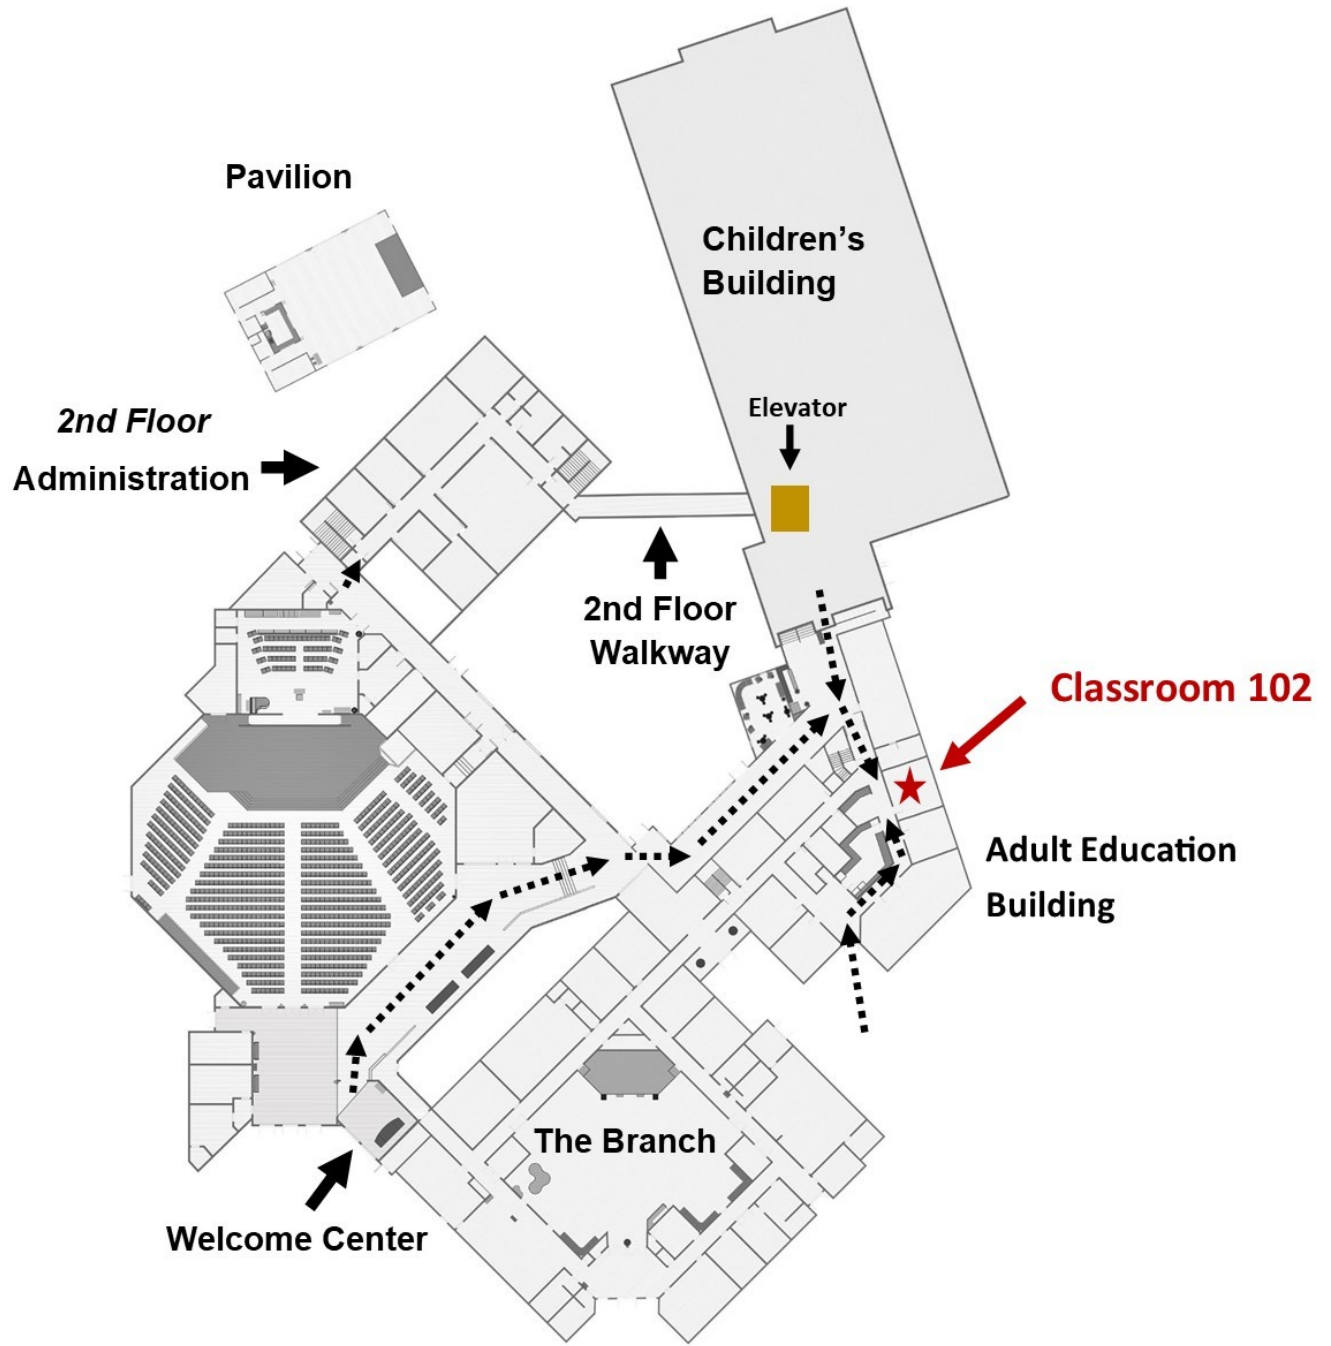 Pavilion
Children's
Building
Elevator
2nd Floor
Administration
2nd Floor
Walkway
Classroom 102
Adult Education
Building
The Branch
Welcome Center